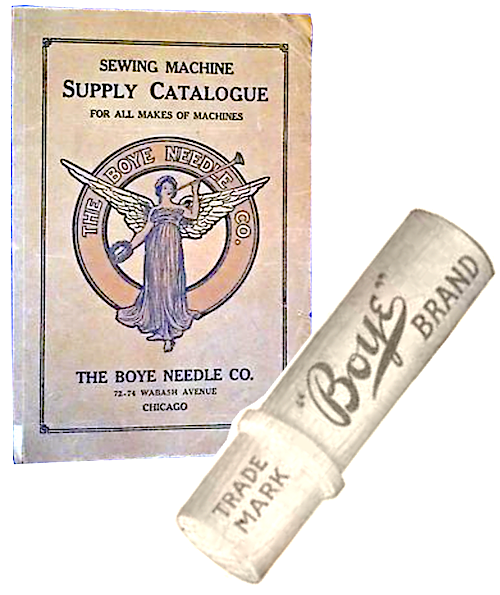 SEWING MACHINE
SUPPLY CATALOGUE
FOR ALL MAKES OF MACHINES
THE BOYE NEEDLE CO.
THE BOYE NEEDLE CO.
72-74 WABASH AVENUE
CHICAGO
"Boye"
BRAND
TRADE
MARK